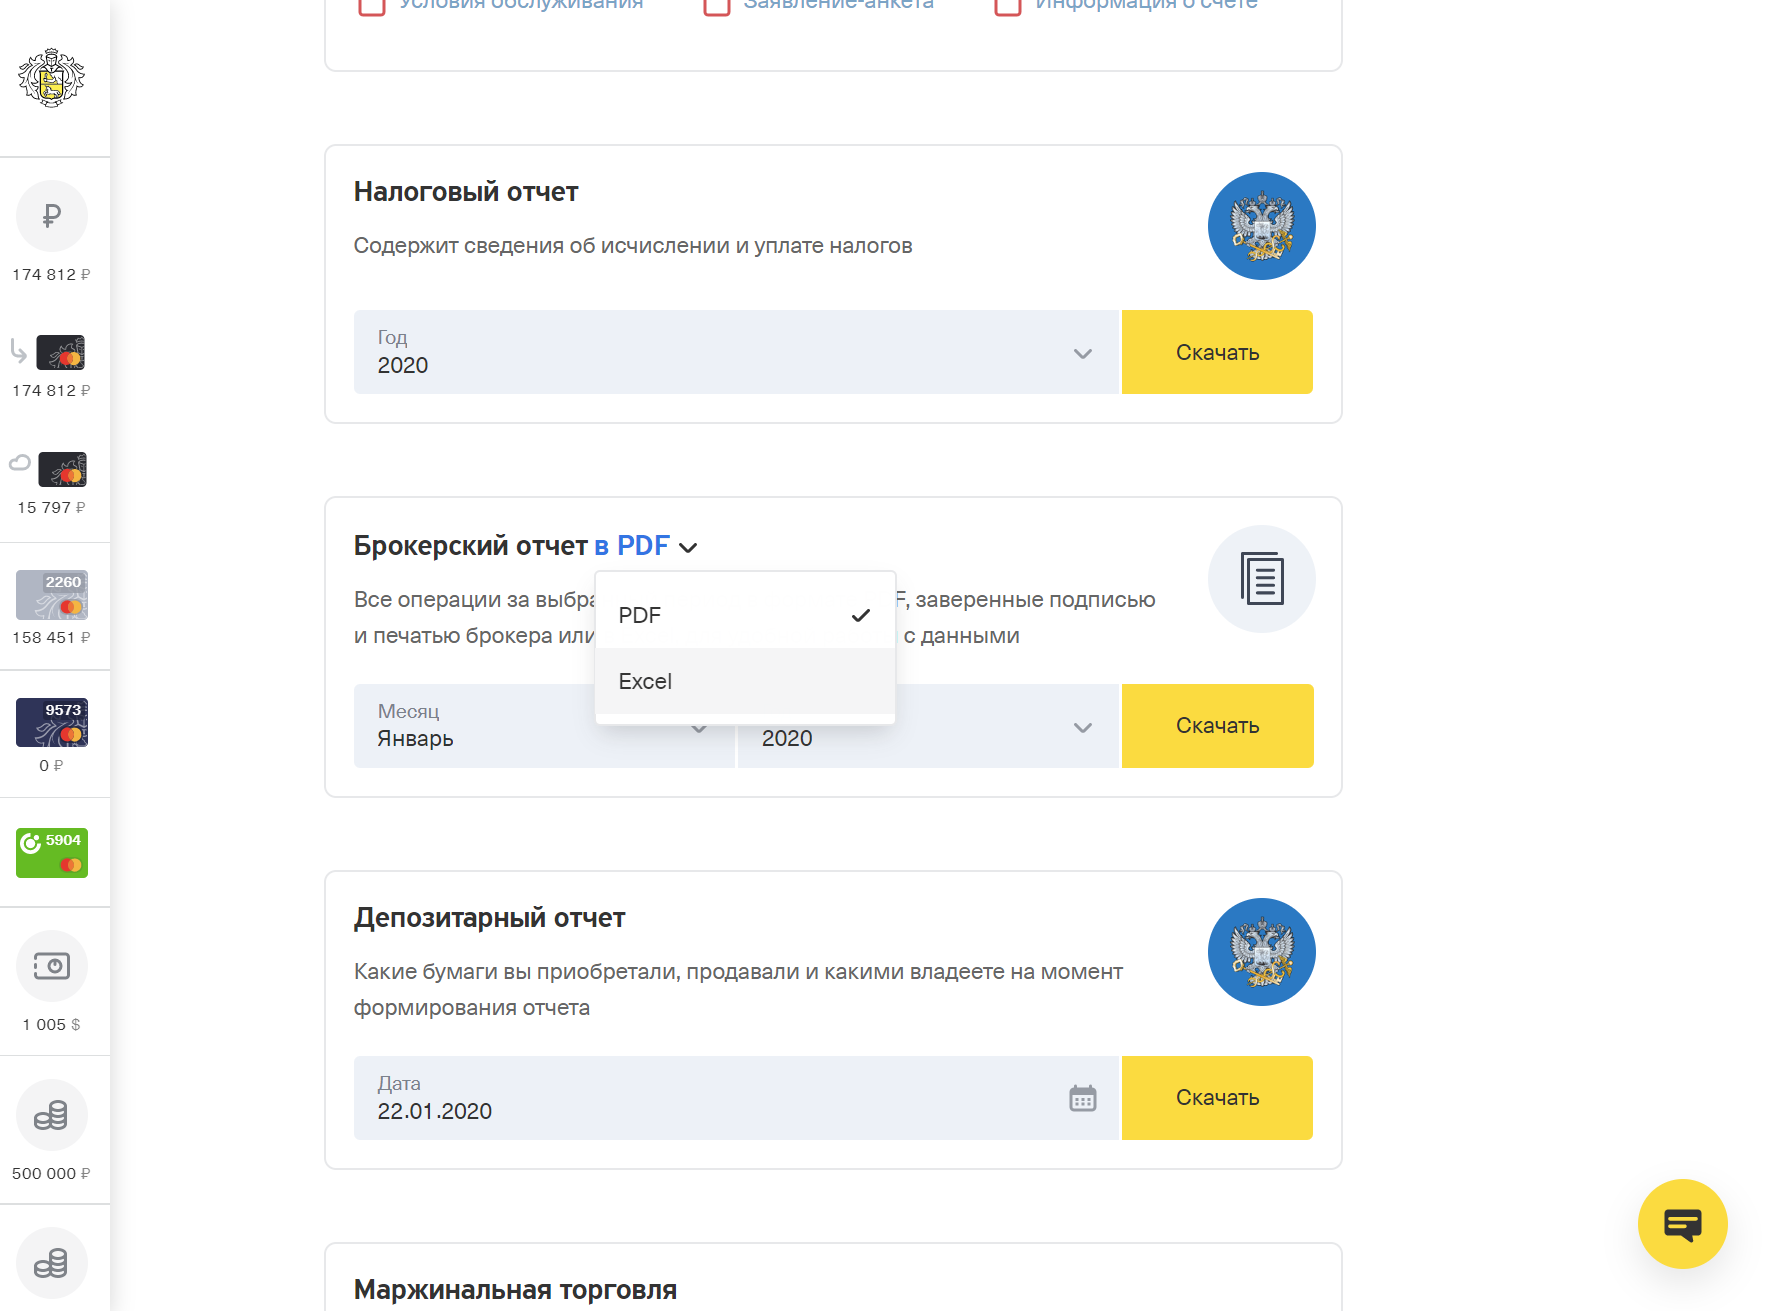 Условия обслуживания
Заявление-анкета
Информация о счете
174 812 ₽
174 812 ₽
15 797 ₽
2260
158 451 ₽
9573
0 ₽
5904
1 005 $
500 000 ₽
Налоговый отчет
Содержит сведения об исчислении и уплате налогов
Год
2020
Скачать
Брокерский отчет в PDF
Все операции за выбра F, заверенные подписью
и печатью брокера или с данными
PDF
Excel
Месяц
Январь
2020
Скачать
Депозитарный отчет
Какие бумаги вы приобретали, продавали и какими владеете на момент
формирования отчета
Дата
22.01.2020
Скачать
Маржинальная торговля